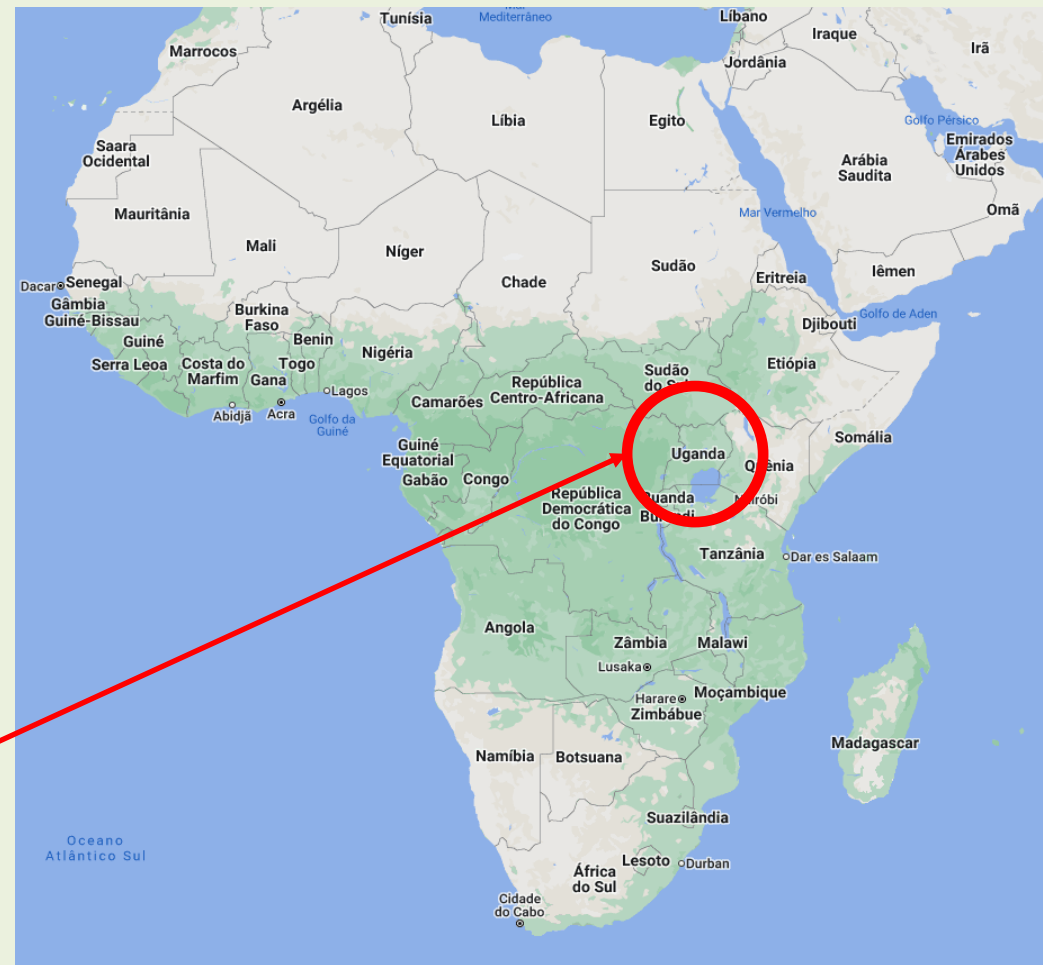 Tunísia
Mediterrâneo
Líbano
Iraque
Irã
Marrocos
Jordânia
Argélia
Líbia
Egito
Golfo Pérsico
Emirados
Árabes
Unidos
Saara
Ocidental
Arábia
Saudita
Mauritânia
Mar Vermelho
Omã
Mali
Níger
Chade
Sudão
Eritreia
Iêmen
Dacar
Senegal
Gâmbia
Guiné-Bissau
Burkina
Faso
Golfo de Aden
Djibouti
Guiné
Benin
Nigéria
Serra Leoa
Costa do
Marfim
Togo
Gana
Etiópia
Sudão
do
República
Centro-Africana
Lagos
Camarões
Abidjã
Acra
Golfo da
Guiné
Guiné
Equatorial
Uganda
Somália
Gabão
Congo
República
Democrática
do Congo
Tanzânia
Dar es Salaam
Angola
Zâmbia
Malawi
Lusaka
Harare
Moçambique
Zimbábue
Madagascar
Namíbia
Botsuana
Suazilândia
Oceano
Atlântico Sul
Lesoto
Durban
África
do Sul
Cidade
do Cabo